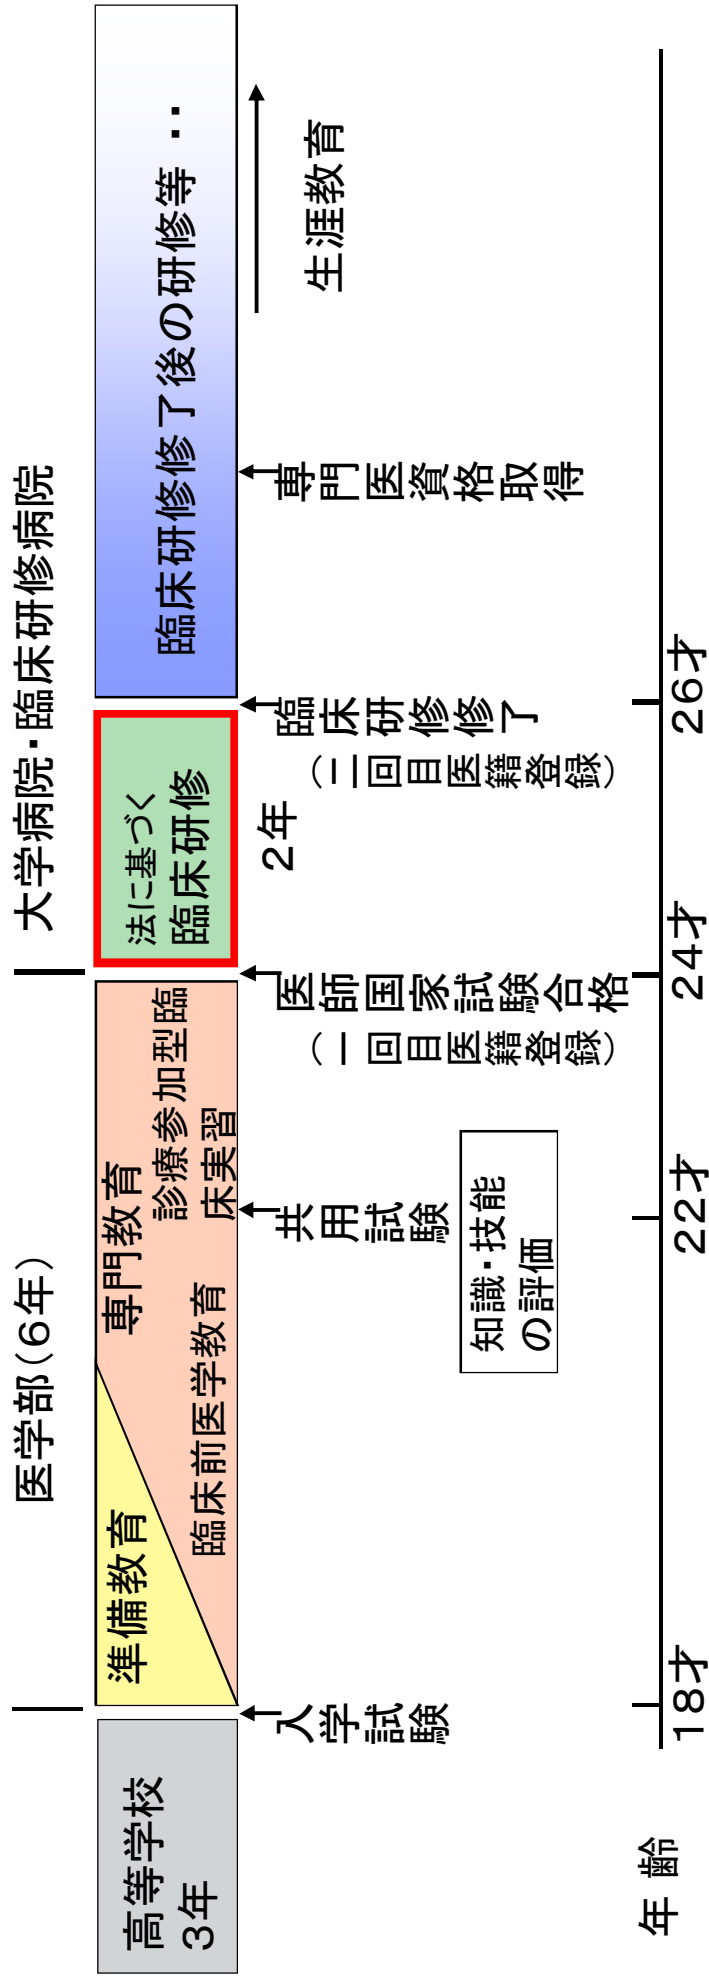 医学部(6年)
大学病院・臨床研修病院
高等学校
3年
準備教育
専門教育
臨床前医学教育
診療参加型臨
床実習
法に基づく
臨床研修
臨床研修修了後の研修等・・
2年
生涯教育
入学試験
共用試験
知識・技能
の評価
医師国家試験合格
(一回目医籍登録)
臨床研修修了
(二回目医籍登録)
専門医資格取得
年齢
18才
22才
24才
26才